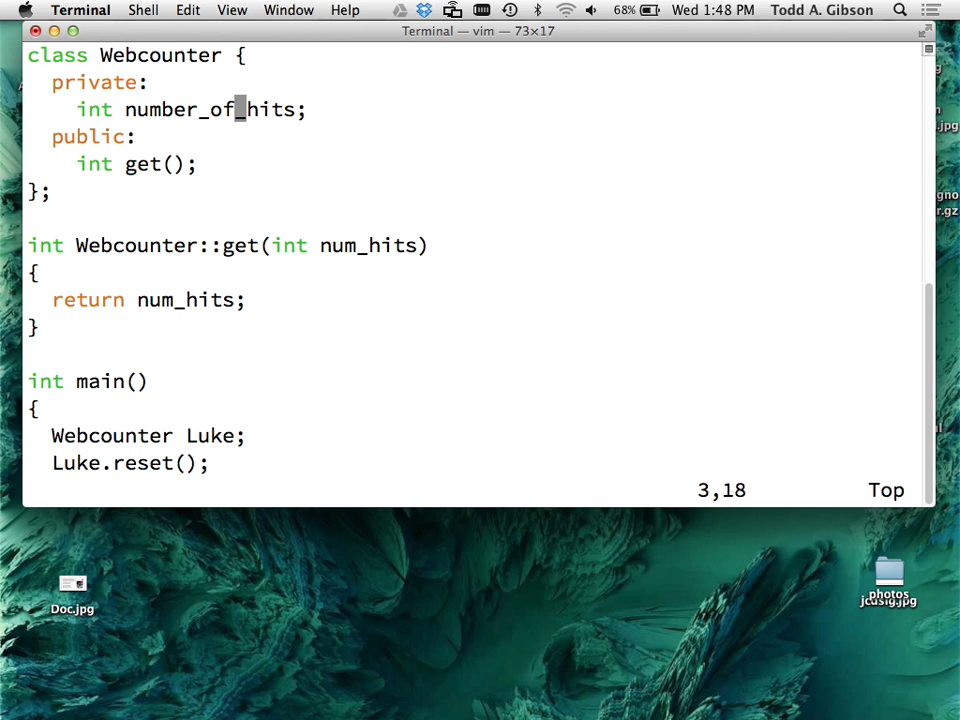 Terminal Shell Edit View Window Help 68% Wed 1:48 PM Todd A. Gibson
Terminal — vim — 73×17
class Webcounter {
private:
int number_of_hits;
public:
int get();
};
int Webcounter::get(int num_hits)
{
return num_hits;
}
int main()
{
Webcounter Luke;
Luke.reset();
3,18 Top
Doc.jpg
photos